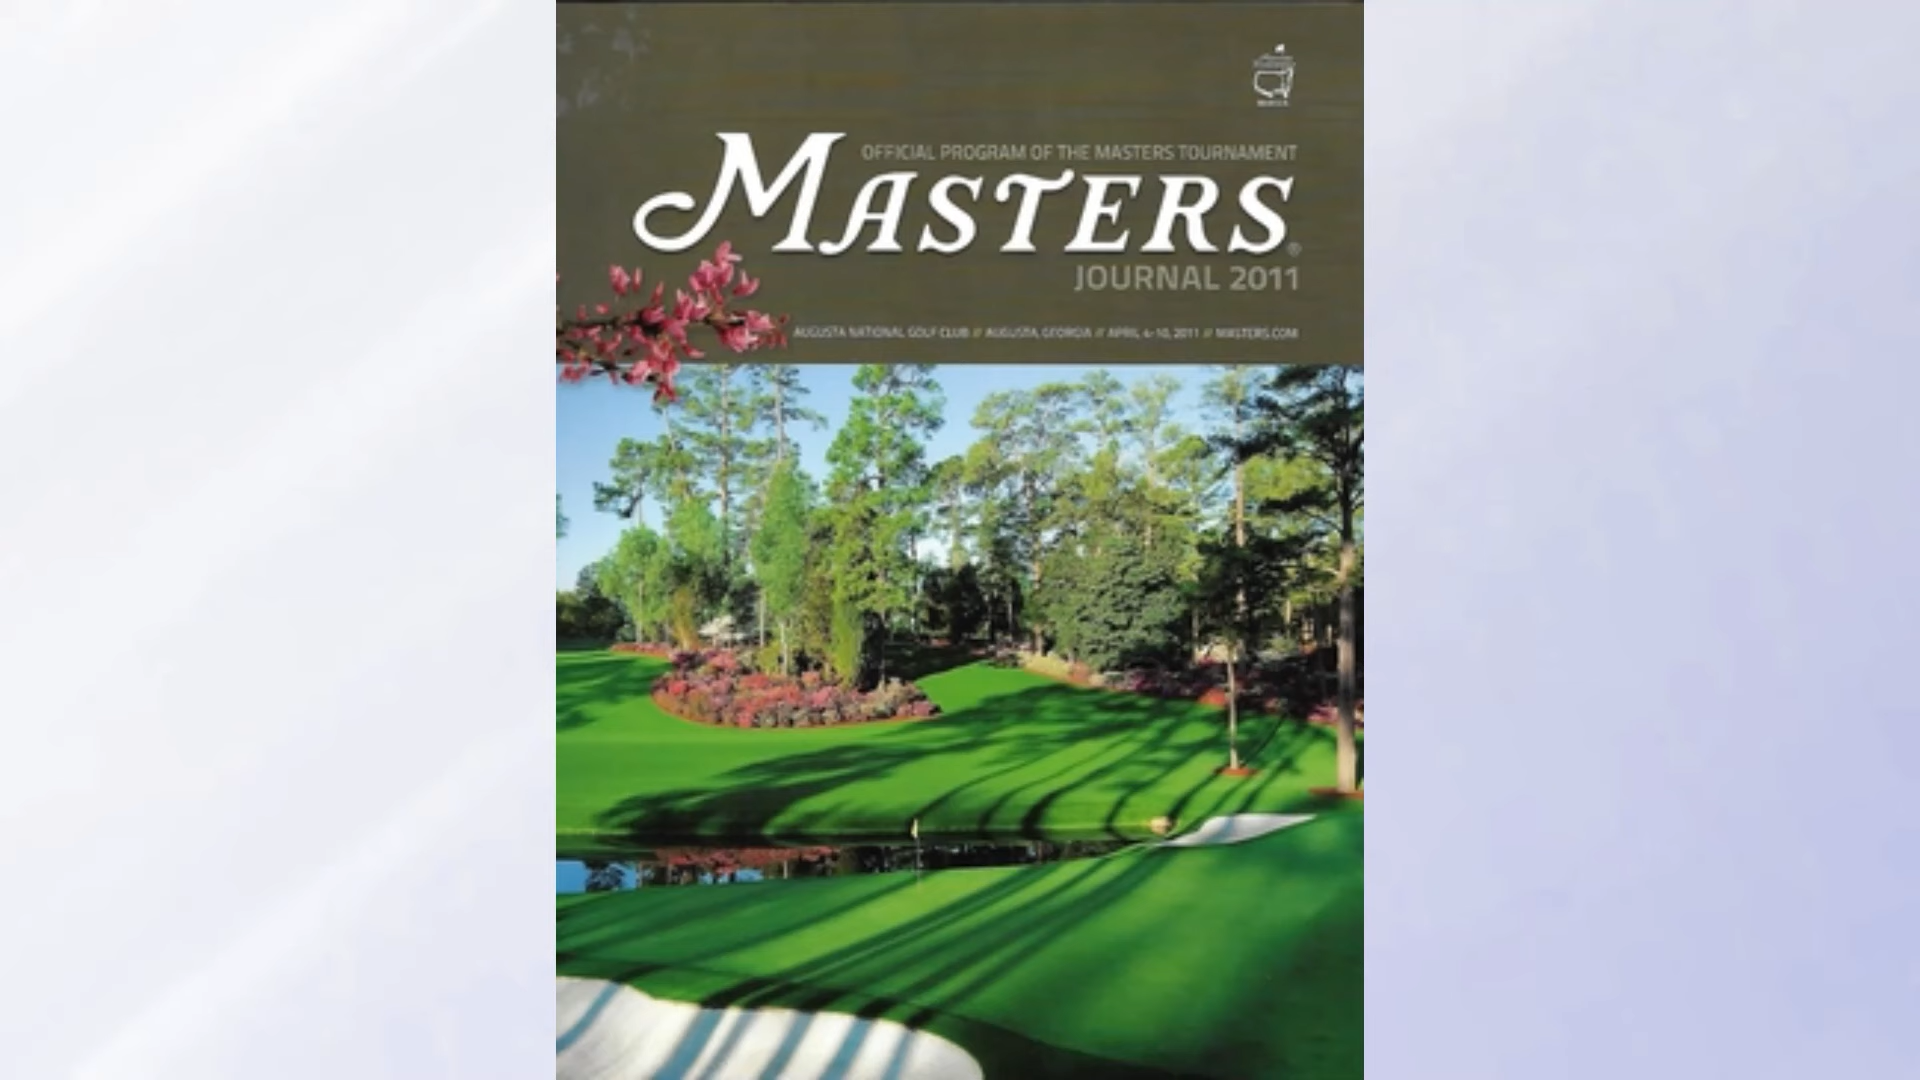 OFFICIAL PROGRAM OF THE MASTERS TOURNAMENT
MASTERS®
JOURNAL 2011
AUGUSTA NATIONAL GOLF CLUB // AUGUSTA, GEORGIA // APRIL 4-10, 2011 // MASTERS.COM